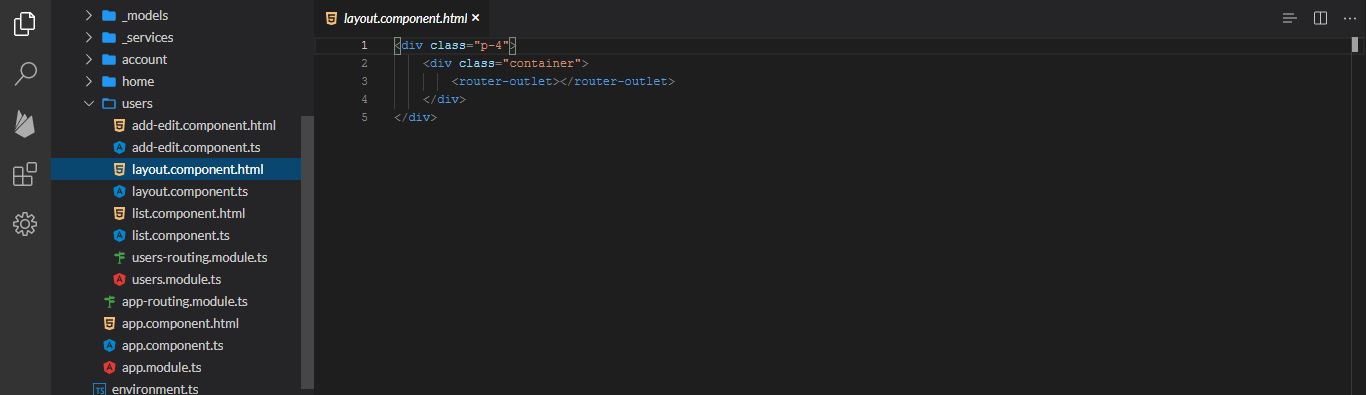 _models
_services
account
home
users
add-edit.component.html
add-edit.component.ts
layout.component.html
layout.component.ts
list.component.html
list.component.ts
users-routing.module.ts
users.module.ts
app-routing.module.ts
app.component.html
app.component.ts
app.module.ts
TS environment.ts
layout.component.html ×
1 <div class="p-4">
2 <div class="container">
3 <router-outlet></router-outlet>
4 </div>
5 </div>